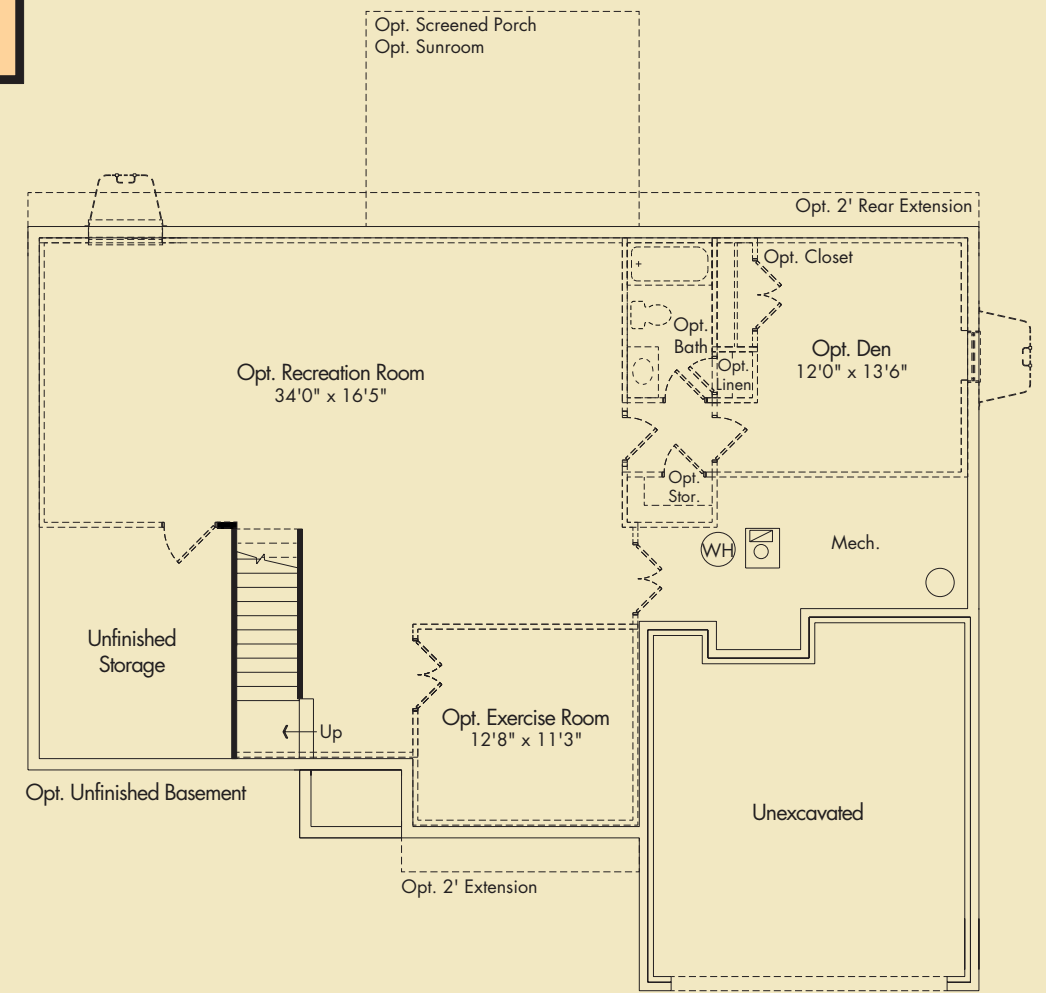 Opt. Screened Porch
Opt. Sunroom
Opt. 2' Rear Extension
Opt. Closet
Opt.
Bath
Opt.
Linen
Opt. Den
12'0" x 13'6"
Opt. Recreation Room
34'0" x 16'5"
Opt.
Stor.
WH
Mech.
Unfinished
Storage
Up
Opt. Exercise Room
12'8" x 11'3"
Opt. Unfinished Basement
Unexcavated
Opt. 2' Extension